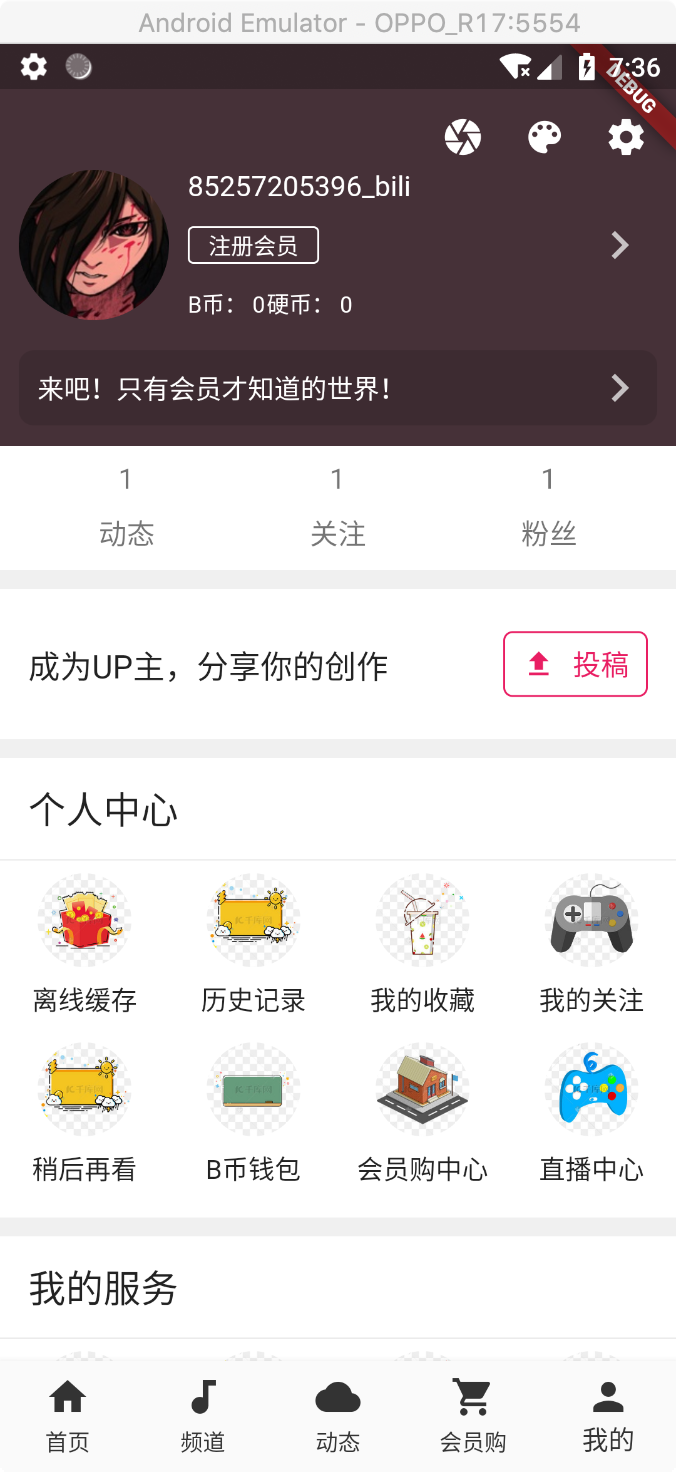 Android Emulator - OPPO_R17:5554
7:36
DEBUG
85257205396_bili
注册会员
B币： 0硬币： 0
来吧！只有会员才知道的世界！
1 1 1
动态 关注 粉丝
成为UP主，分享你的创作 投稿
个人中心
离线缓存 历史记录 我的收藏 我的关注
稍后再看 B币钱包 会员购中心 直播中心
我的服务
首页 频道 动态 会员购 我的